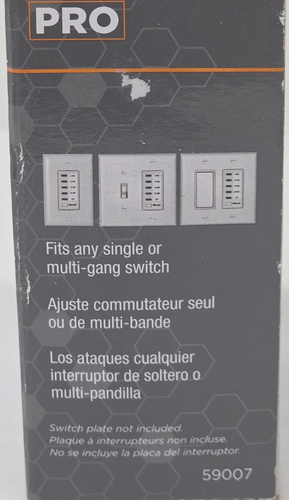 PRO
Fits any single or
multi-gang switch
Ajuste commutateur seul
ou de multi-bande
Los ataques cualquier
interruptor de soltero o
multi-pandilla
Switch plate not included.
Plaque à interrupteurs non incluse.
No se incluye la placa del interruptor.
59007